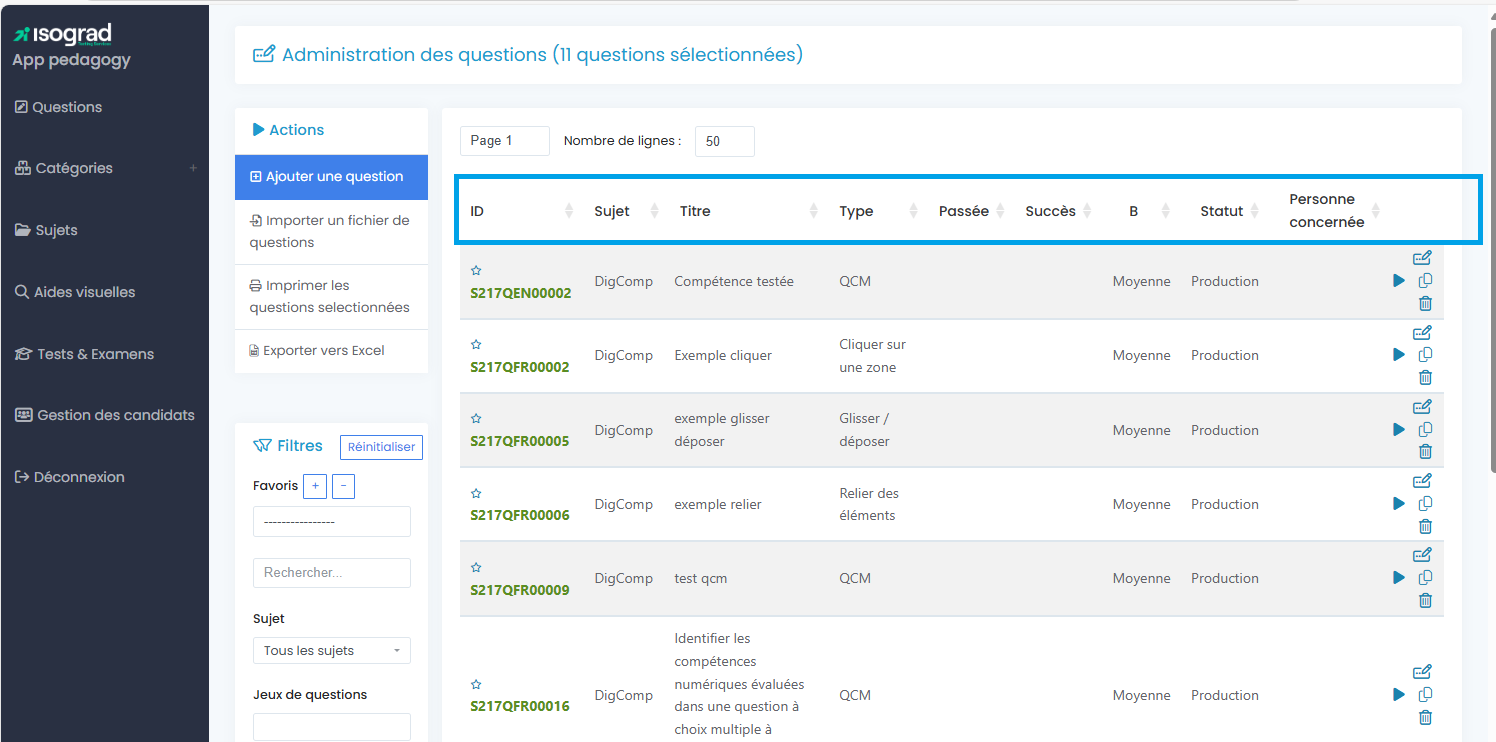 isograd
App pedagogy
Questions
Catégories
+
Sujets
Aides visuelles
Tests & Examens
Gestion des candidats
Déconnexion
Administration des questions (11 questions sélectionnées)
Actions
Ajouter une question
Importer un fichier de
questions
Imprimer les
questions selectionnées
Exporter vers Excel
Filtres
Réinitialiser
Favoris + -
----------------
Rechercher...
Sujet
Tous les sujets
Jeux de questions
Page 1 Nombre de lignes : 50
ID Sujet Titre Type Passée Succès B Statut Personne
concernée
S217QEN00002 DigComp Compétence testée QCM Moyenne Production
S217QFR00002 DigComp Exemple cliquer Cliquer sur
une zone Moyenne Production
S217QFR00005 DigComp exemple glisser
déposer Glisser /
déposer Moyenne Production
S217QFR00006 DigComp exemple relier Relier des
éléments Moyenne Production
S217QFR00009 DigComp test qcm QCM Moyenne Production
S217QFR00016 DigComp Identifier les
compétences
numériques évaluées
dans une question à
choix multiple à
QCM Moyenne Production